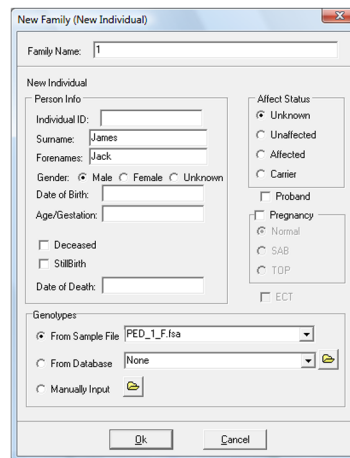 New Family (New Individual)
Family Name: 1
New Individual
Person Info
Individual ID:
Surname: James
Forenames: Jack
Gender: Male Female Unknown
Date of Birth:
Age/Gestation:
Deceased
StillBirth
Date of Death:
Affect Status
Unknown
Unaffected
Affected
Carrier
Proband
Pregnancy
Normal
SAB
TOP
ECT
Genotypes
From Sample File PED_1_F.fsa
From Database None
Manually Input
Ok Cancel